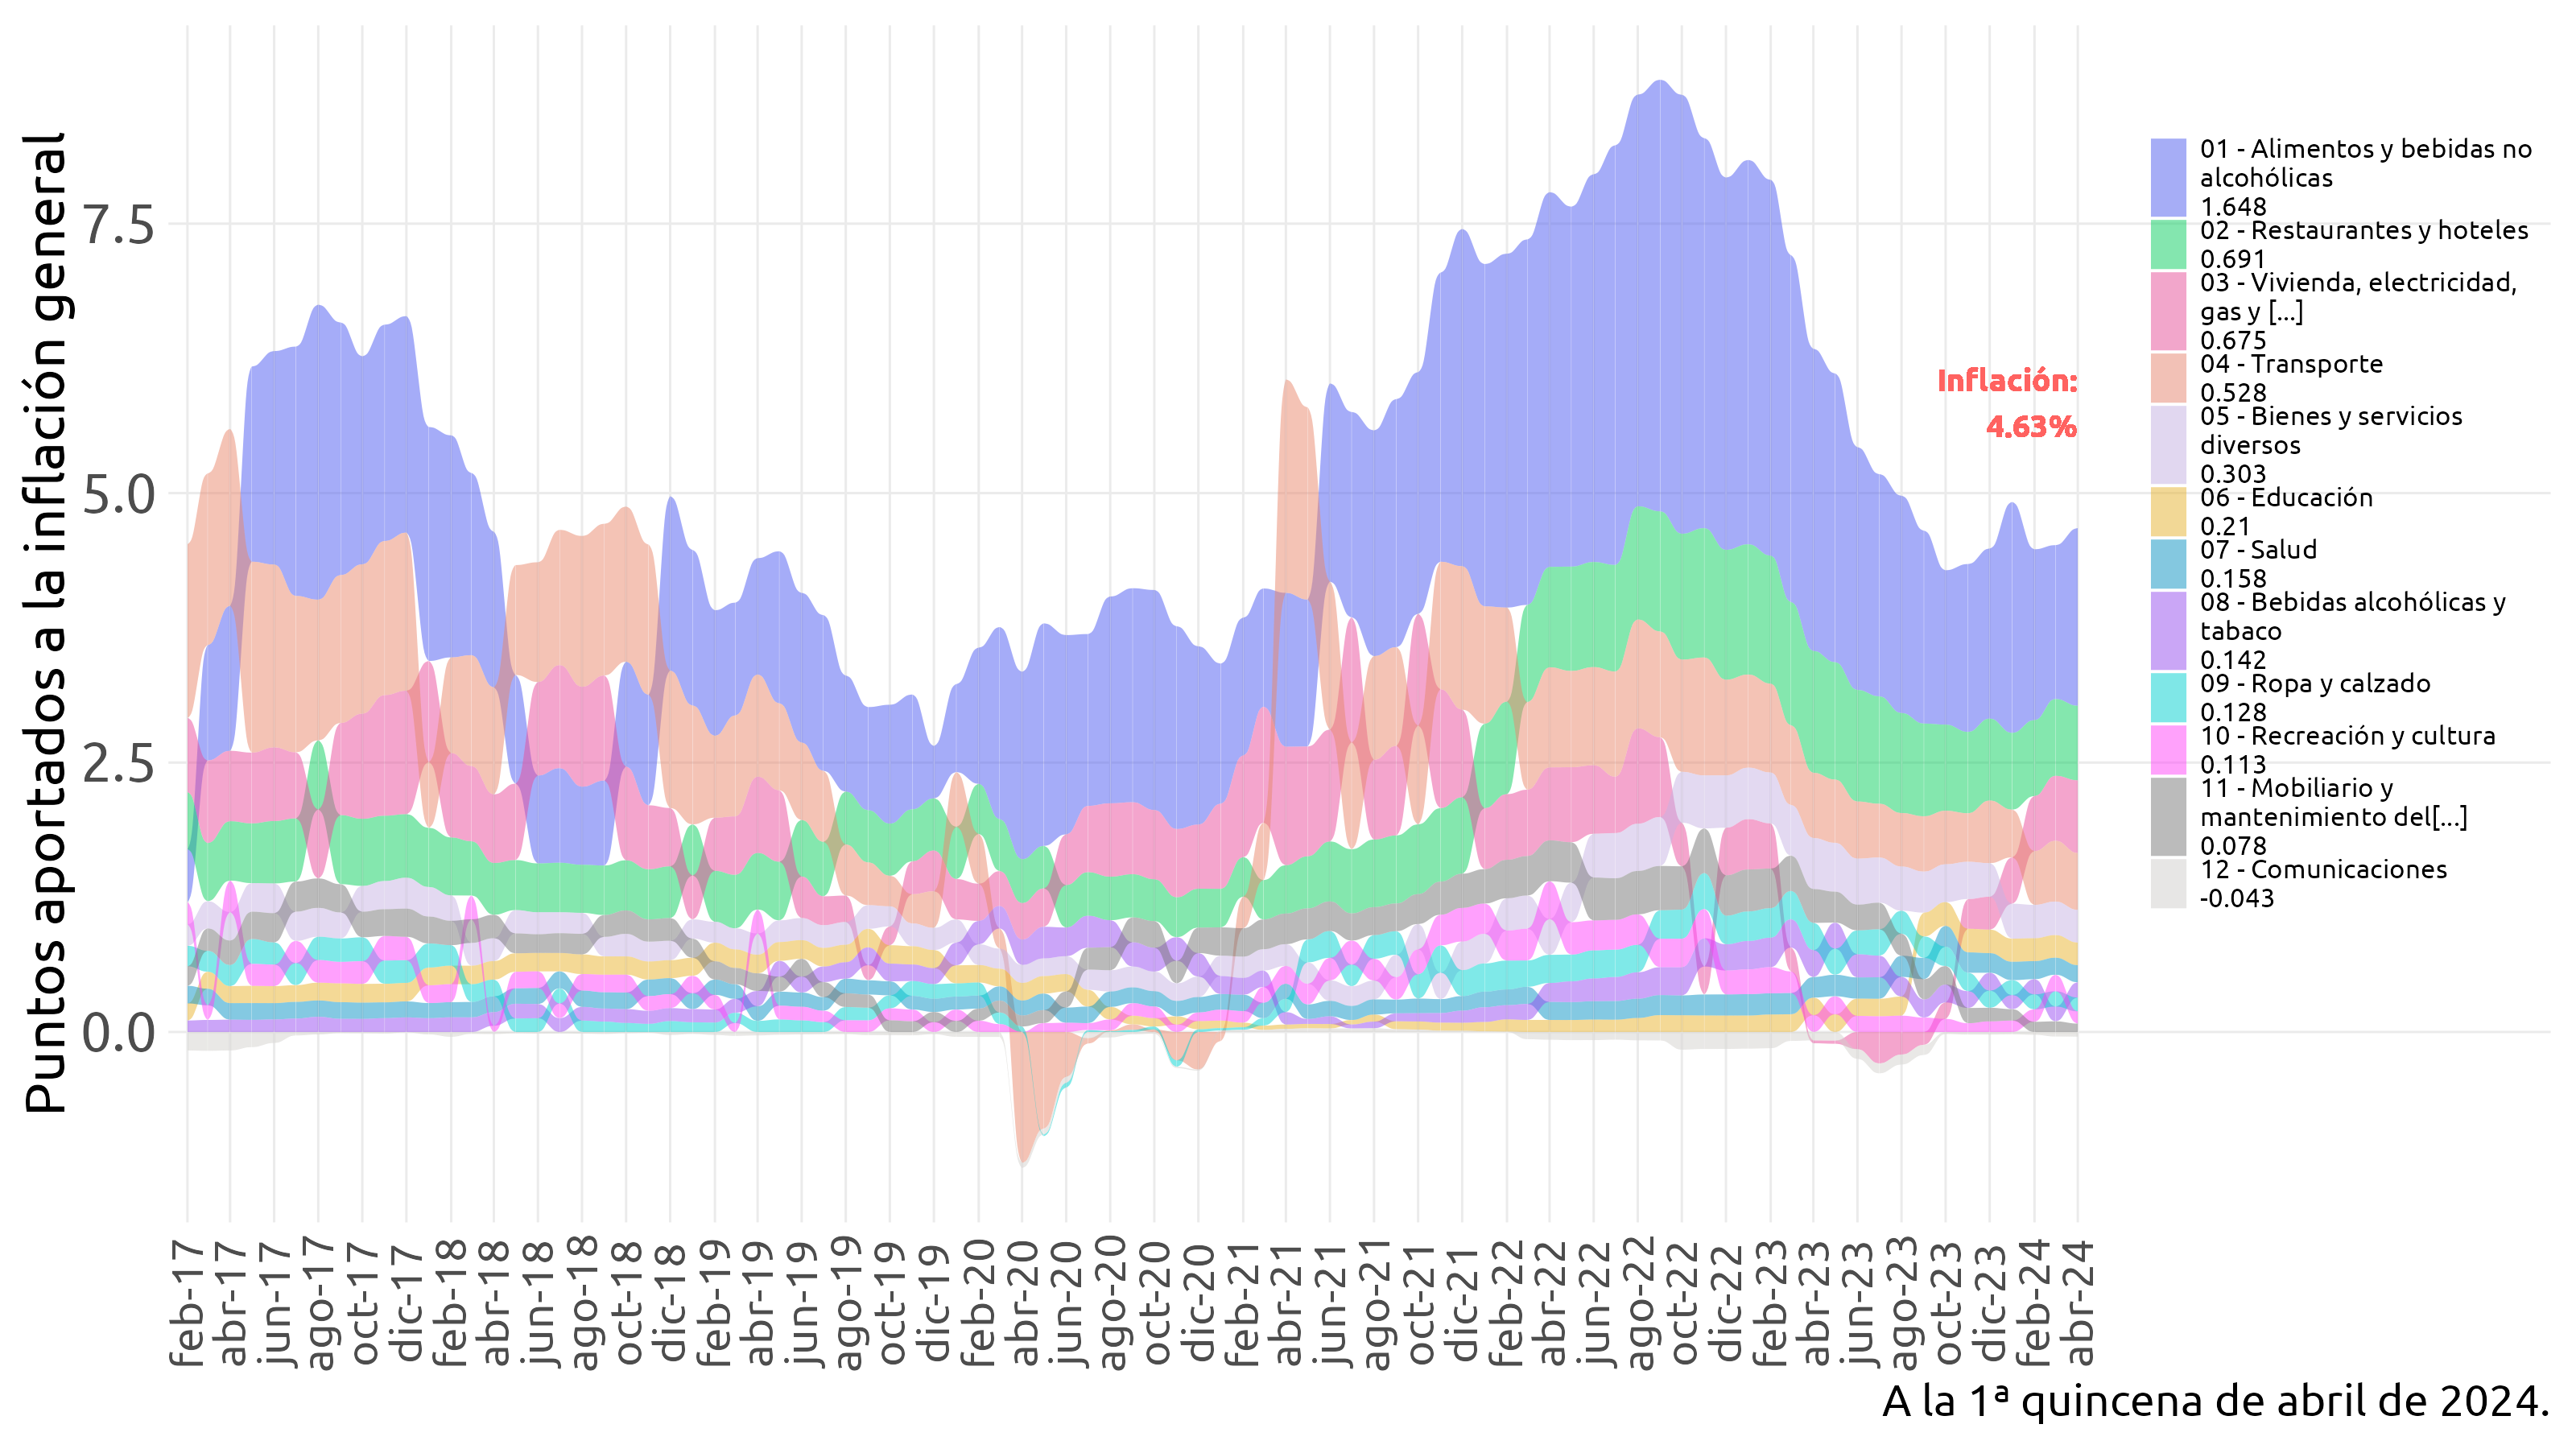 Puntos aportados a la inflación general
7.5
5.0
2.5
0.0
Inflación:
4.63%
01 - Alimentos y bebidas no
alcohólicas
1.648
02 - Restaurantes y hoteles
0.691
03 - Vivienda, electricidad,
gas y [...]
0.675
04 - Transporte
0.528
05 - Bienes y servicios
diversos
0.303
06 - Educación
0.21
07 - Salud
0.158
08 - Bebidas alcohólicas y
tabaco
0.142
09 - Ropa y calzado
0.128
10 - Recreación y cultura
0.113
11 - Mobiliario y
mantenimiento del[...]
0.078
12 - Comunicaciones
-0.043
feb-17
abr-17
jun-17
ago-17
oct-17
dic-17
feb-18
abr-18
jun-18
ago-18
oct-18
dic-18
feb-19
abr-19
jun-19
ago-19
oct-19
dic-19
feb-20
abr-20
jun-20
ago-20
oct-20
dic-20
feb-21
abr-21
jun-21
ago-21
oct-21
dic-21
feb-22
abr-22
jun-22
ago-22
oct-22
dic-22
feb-23
abr-23
jun-23
ago-23
oct-23
dic-23
feb-24
abr-24
A la 1ª quincena de abril de 2024.